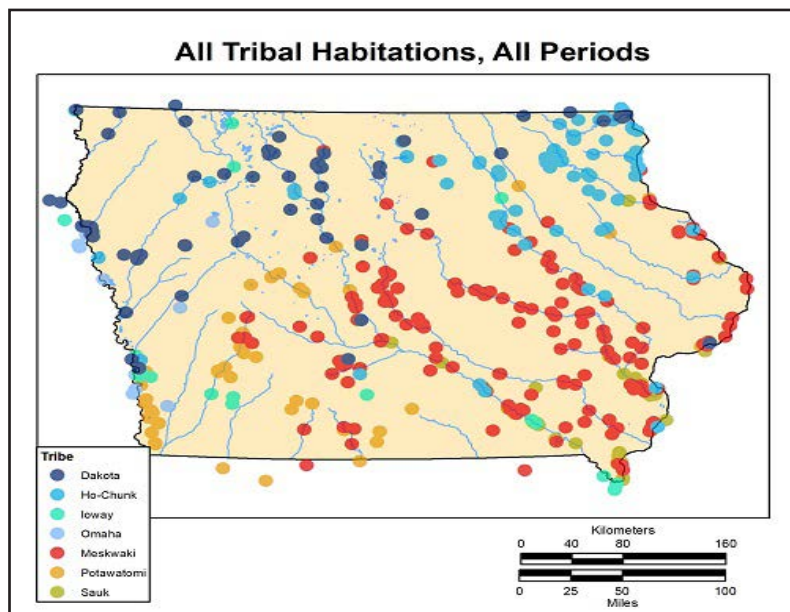 All Tribal Habitations, All Periods
Tribe
Dakota
Ho-Chunk
Ioway
Omaha
Meskwaki
Potawatomi
Sauk
Kilometers
0 40 80 160
0 25 50 100
Miles